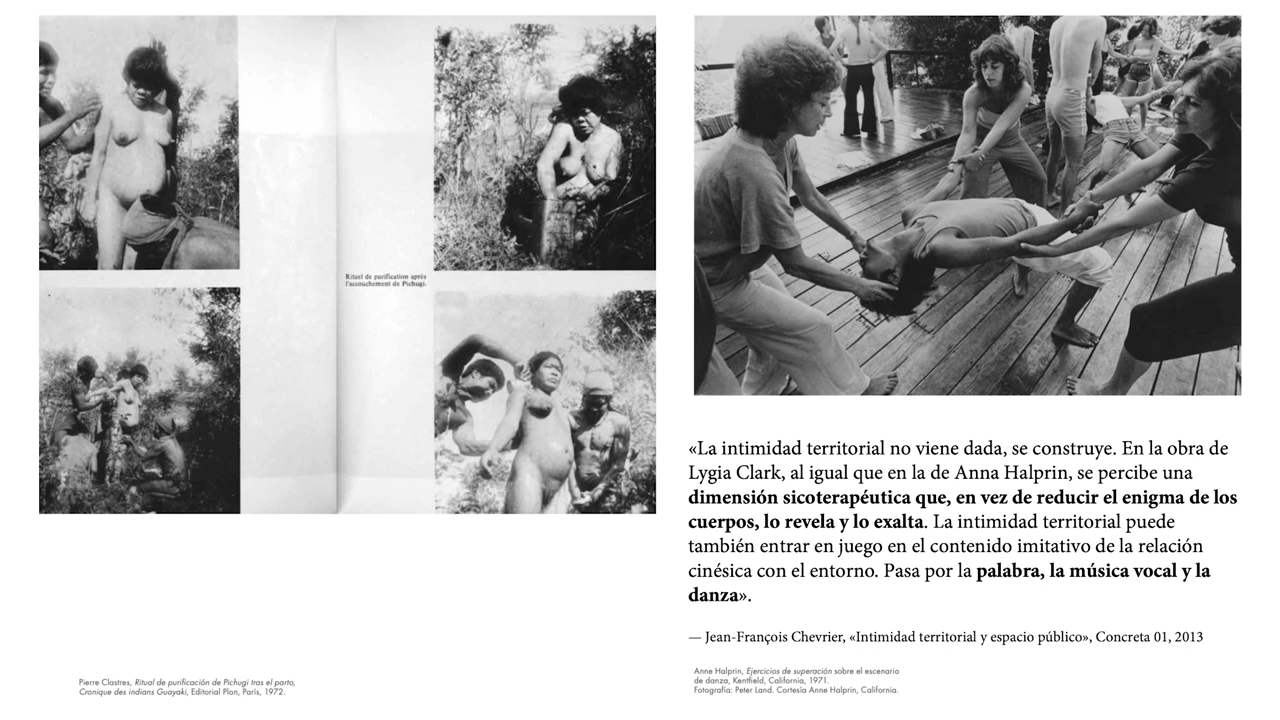 Rituel de purification après
l'accouchement de Pichugi.
«La intimidad territorial no viene dada, se construye. En la obra de
Lygia Clark, al igual que en la de Anna Halprin, se percibe una
dimensión sicoterapéutica que, en vez de reducir el enigma de los
cuerpos, lo revela y lo exalta. La intimidad territorial puede
también entrar en juego en el contenido imitativo de la relación
cinésica con el entorno. Pasa por la palabra, la música vocal y la
danza».
— Jean-François Chevrier, «Intimidad territorial y espacio público», Concreta 01, 2013
Pierre Clastres, Ritual de purificación de Pichugi tras el parto,
Cronique des indians Guayaki, Editorial Plon, París, 1972.
Anne Halprin, Ejercicios de superación sobre el escenario
de danza, Kentfield, California, 1971.
Fotografía: Peter Land. Cortesía Anne Halprin, California.